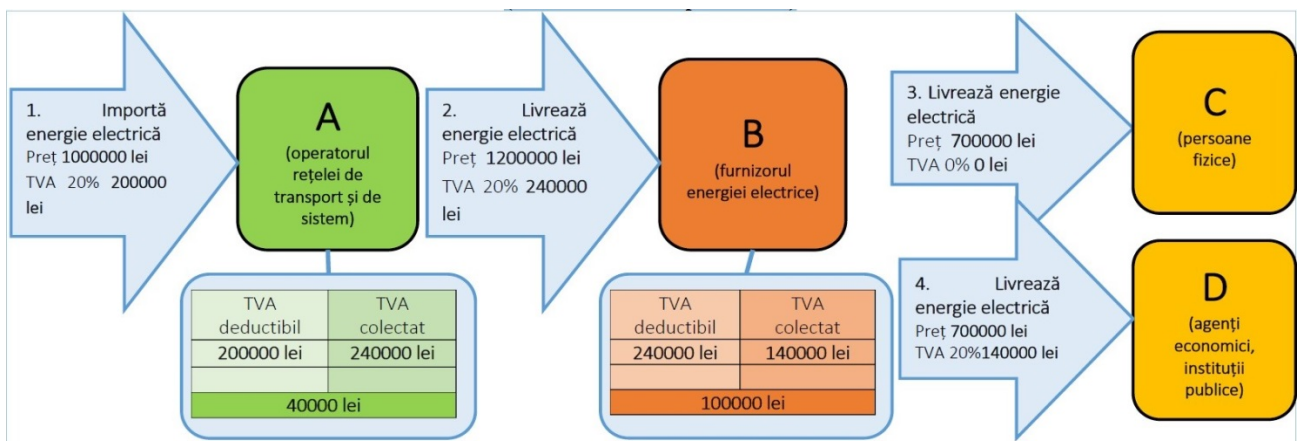 1. Importă
energie electrică
Preț 1000000 lei
TVA 20% 200000
lei
A
(operatorul
rețelei de
transport și de
sistem)
TVA
deductibil
TVA
colectat
200000 lei
240000 lei
40000 lei
2. Livrează
energie electrică
Preț 1200000 lei
TVA 20% 240000
lei
B
(furnizorul
energiei electrice)
TVA
deductibil
TVA
colectat
240000 lei
140000 lei
100000 lei
3. Livrează energie
electrică
Preț 700000 lei
TVA 0% 0 lei
C
(persoane
fizice)
4. Livrează
energie electrică
Preț 700000 lei
TVA 20%140000 lei
D
(agenți
economici,
instituții
publice)